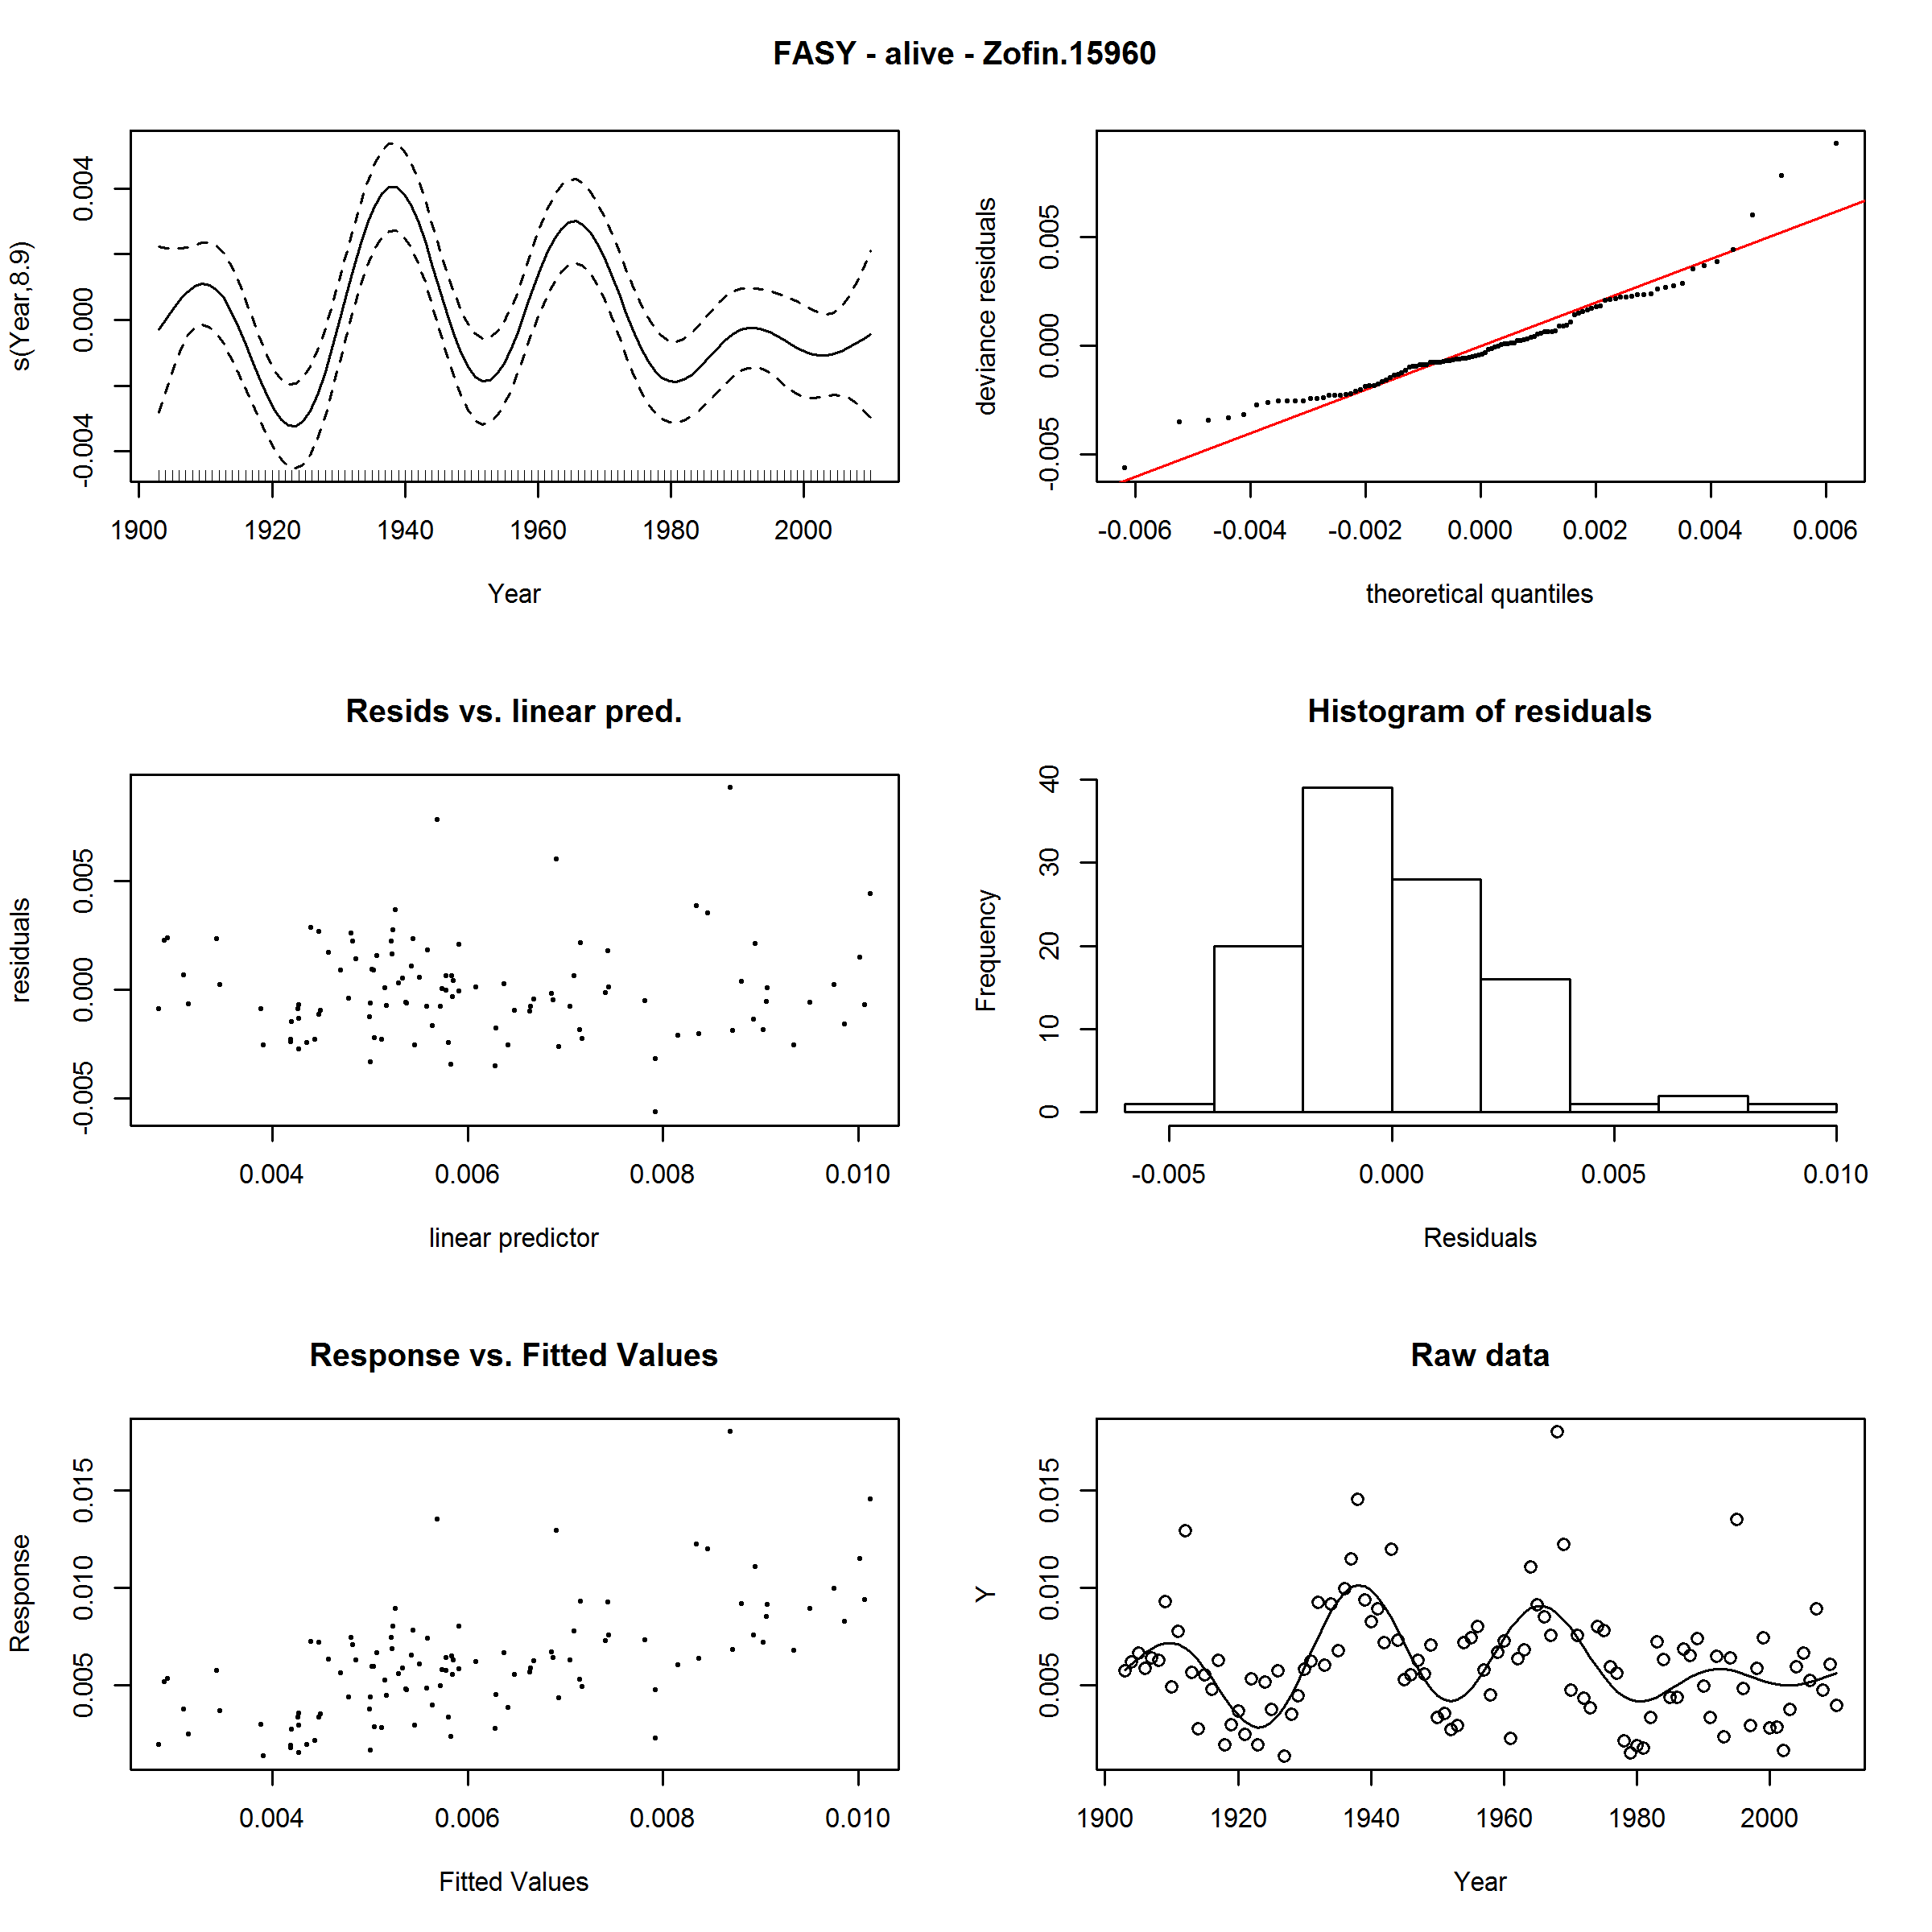 FASY - alive - Zofin.15960
s(Year,8.9)
-0.004 0.000 0.004
1900 1920 1940 1960 1980 2000
Year
deviance residuals
-0.005 0.000 0.005
-0.006 -0.004 -0.002 0.000 0.002 0.004 0.006
theoretical quantiles
Resids vs. linear pred.
residuals
-0.005 0.000 0.005
0.004 0.006 0.008 0.010
linear predictor
Histogram of residuals
Frequency
0 10 20 30 40
-0.005 0.000 0.005 0.010
Residuals
Response vs. Fitted Values
Response
0.005 0.010 0.015
0.004 0.006 0.008 0.010
Fitted Values
Raw data
Y
0.005 0.010 0.015
1900 1920 1940 1960 1980 2000
Year